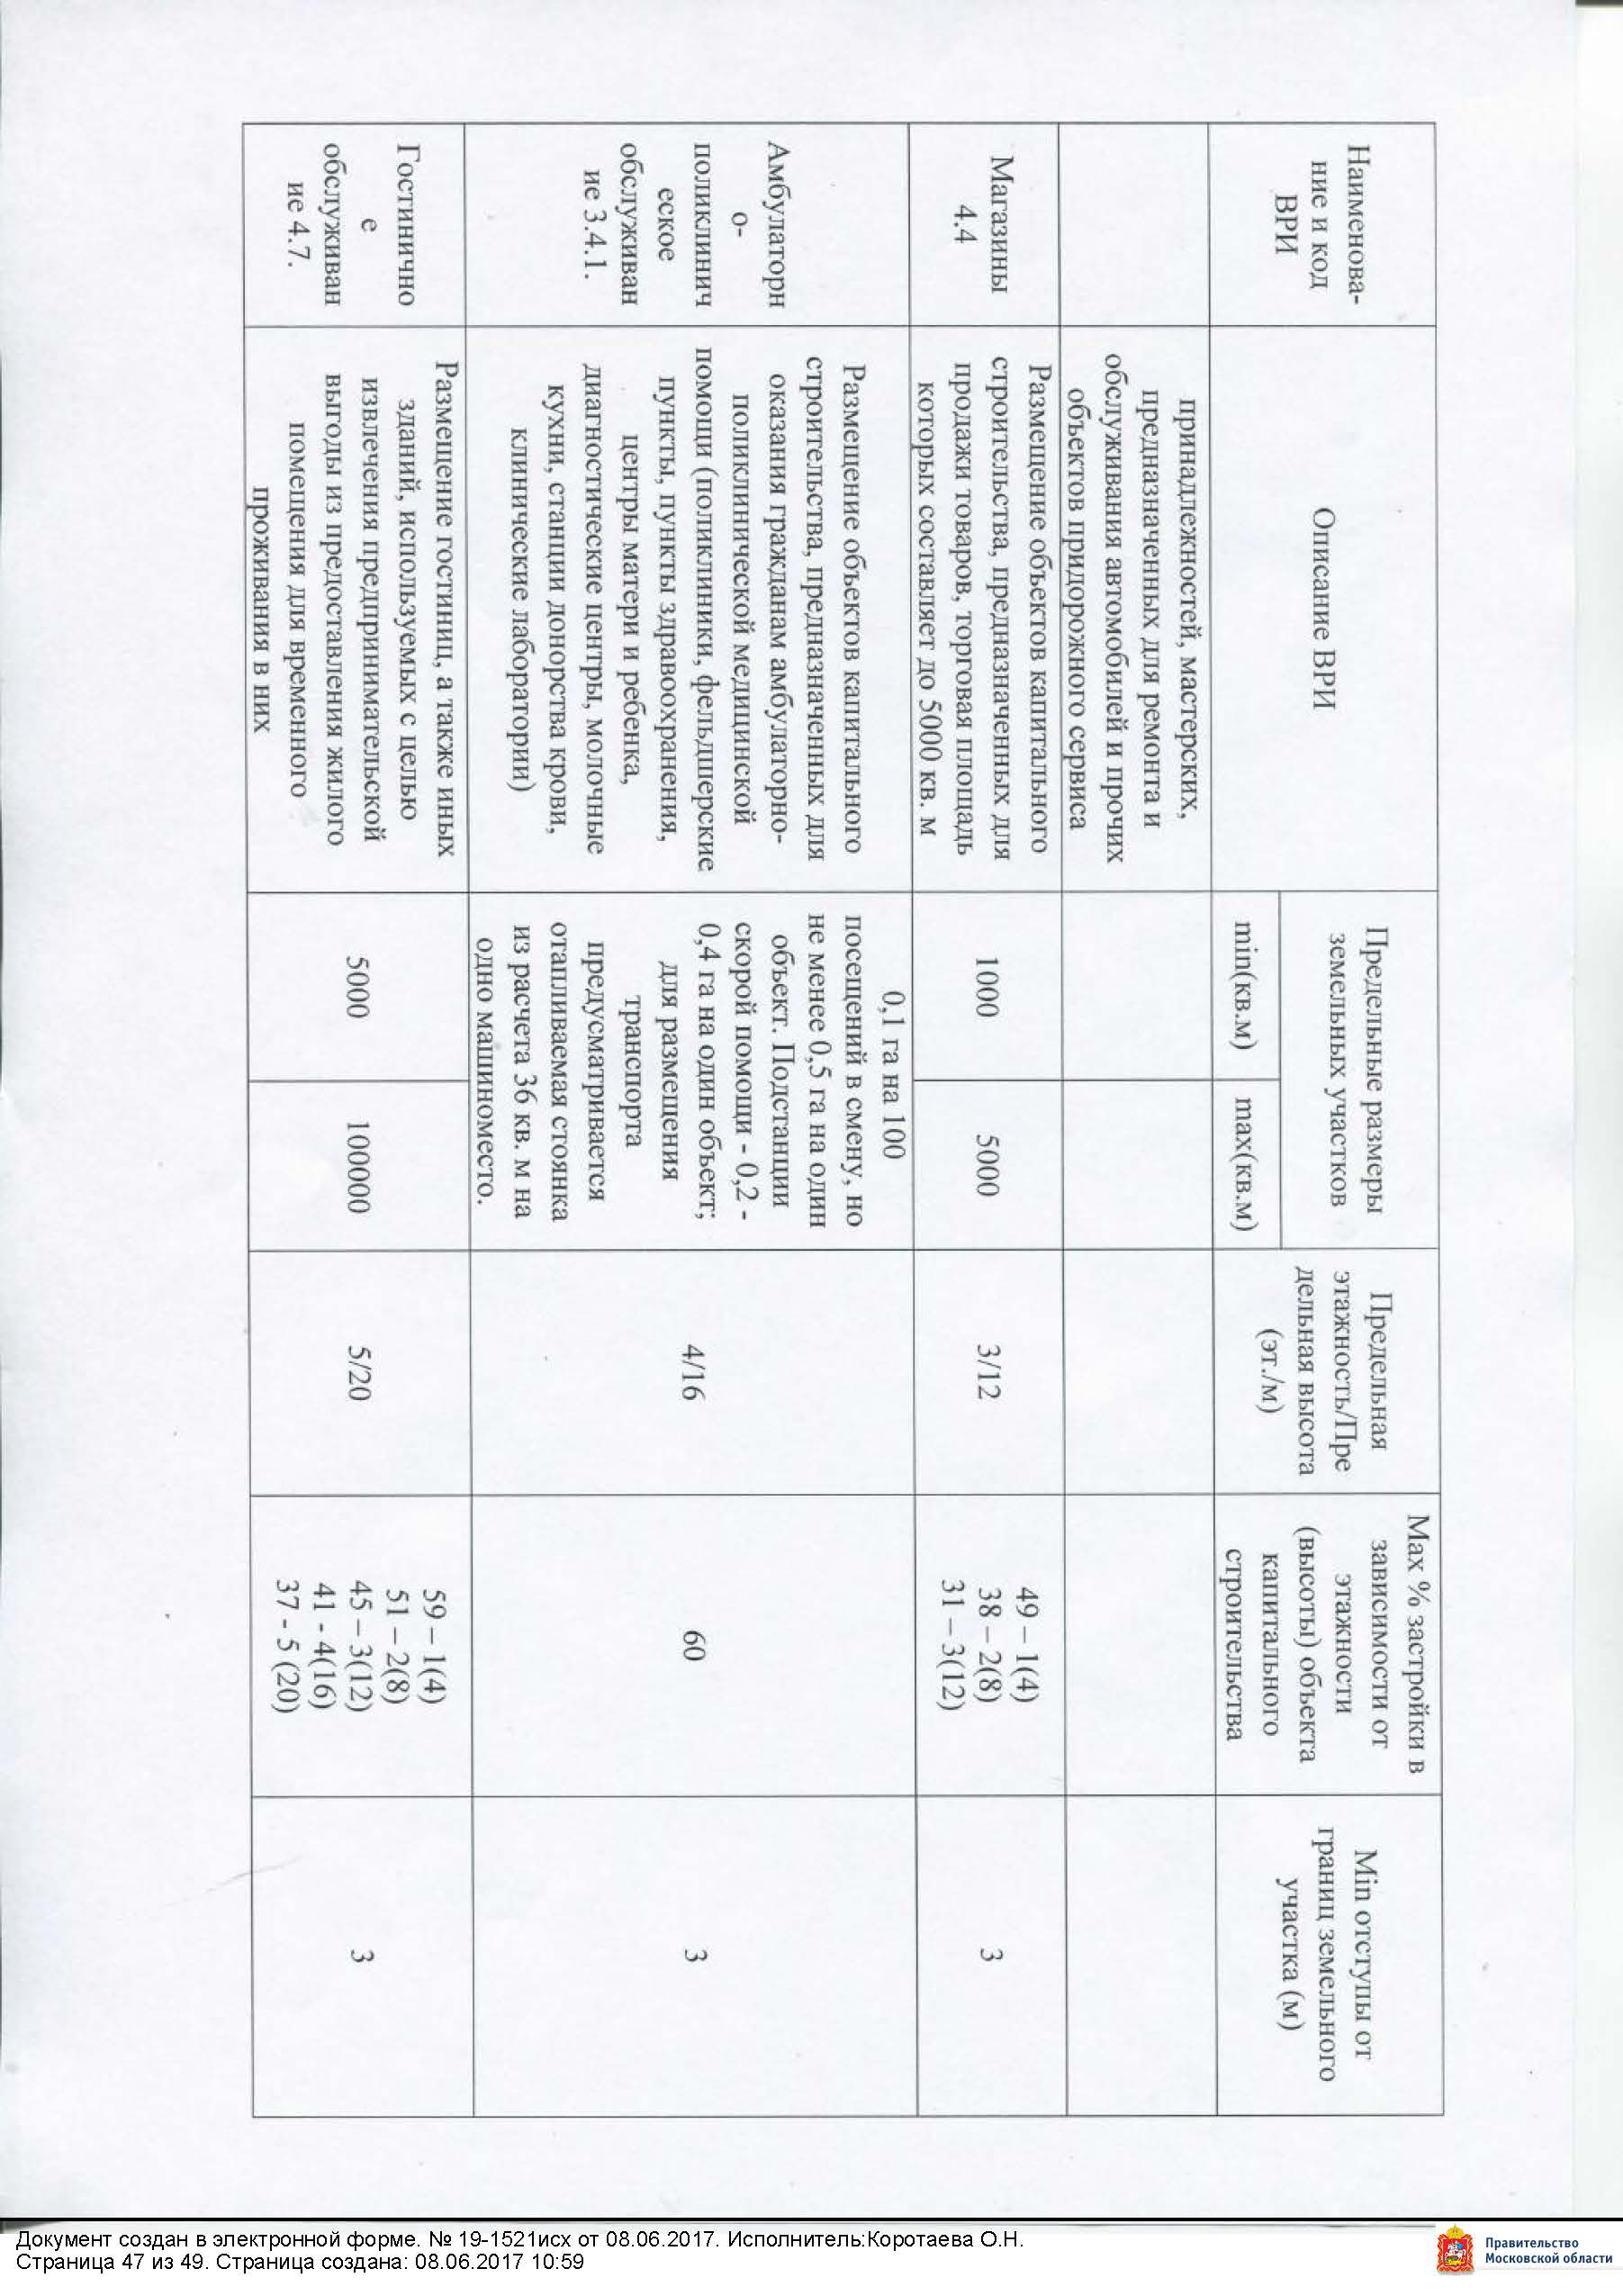 Наименова-
ние и код
ВРИ
Описание ВРИ
Предельные размеры
земельных участков
min(кв.м)
max(кв.м)
Предельная
этажность/Пре
дельная высота
(эт./м)
Max % застройки в
зависимости от
этажности
(высоты) объекта
капитального
строительства
Min отступы от
границ земельного
участка (м)
принадлежностей, мастерских,
предназначенных для ремонта и
обслуживания автомобилей и прочих
объектов придорожного сервиса
Магазины
4.4
Размещение объектов капитального
строительства, предназначенных для
продажи товаров, торговая площадь
которых составляет до 5000 кв. м
1000
5000
3/12
49 – 1(4)
38 – 2(8)
31 – 3(12)
3
Амбулаторн
о-
поликлинич
еское
обслуживан
ие 3.4.1.
Размещение объектов капитального
строительства, предназначенных для
оказания гражданам амбулаторно-
поликлинической медицинской
помощи (поликлиники, фельдшерские
пункты, пункты здравоохранения,
центры матери и ребенка,
диагностические центры, молочные
кухни, станции донорства крови,
клинические лаборатории)
0,1 га на 100
посещений в смену, но
не менее 0,5 га на один
объект. Подстанции
скорой помощи - 0,2 -
0,4 га на один объект;
для размещения
транспорта
предусматривается
отапливаемая стоянка
из расчета 36 кв. м на
одно машиноместо.
4/16
60
3
Гостинично
е
обслуживан
ие 4.7.
Размещение гостиниц, а также иных
зданий, используемых с целью
извлечения предпринимательской
выгоды из предоставления жилого
помещения для временного
проживания в них
5000
100000
5/20
59 – 1(4)
51 – 2(8)
45 – 3(12)
41 - 4(16)
37 - 5 (20)
3
Документ создан в электронной форме. № 19-1521исх от 08.06.2017. Исполнитель:Коротаева О.Н.
Страница 47 из 49. Страница создана: 08.06.2017 10:59
Правительство
Московской области